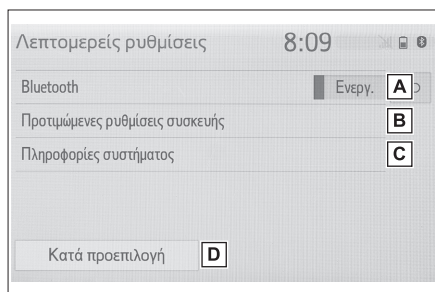 Λεπτομερείς ρυθμίσεις 8:09
Bluetooth Ενεργ. A
Προτιμώμενες ρυθμίσεις συσκευής B
Πληροφορίες συστήματος C
Κατά προεπιλογή D